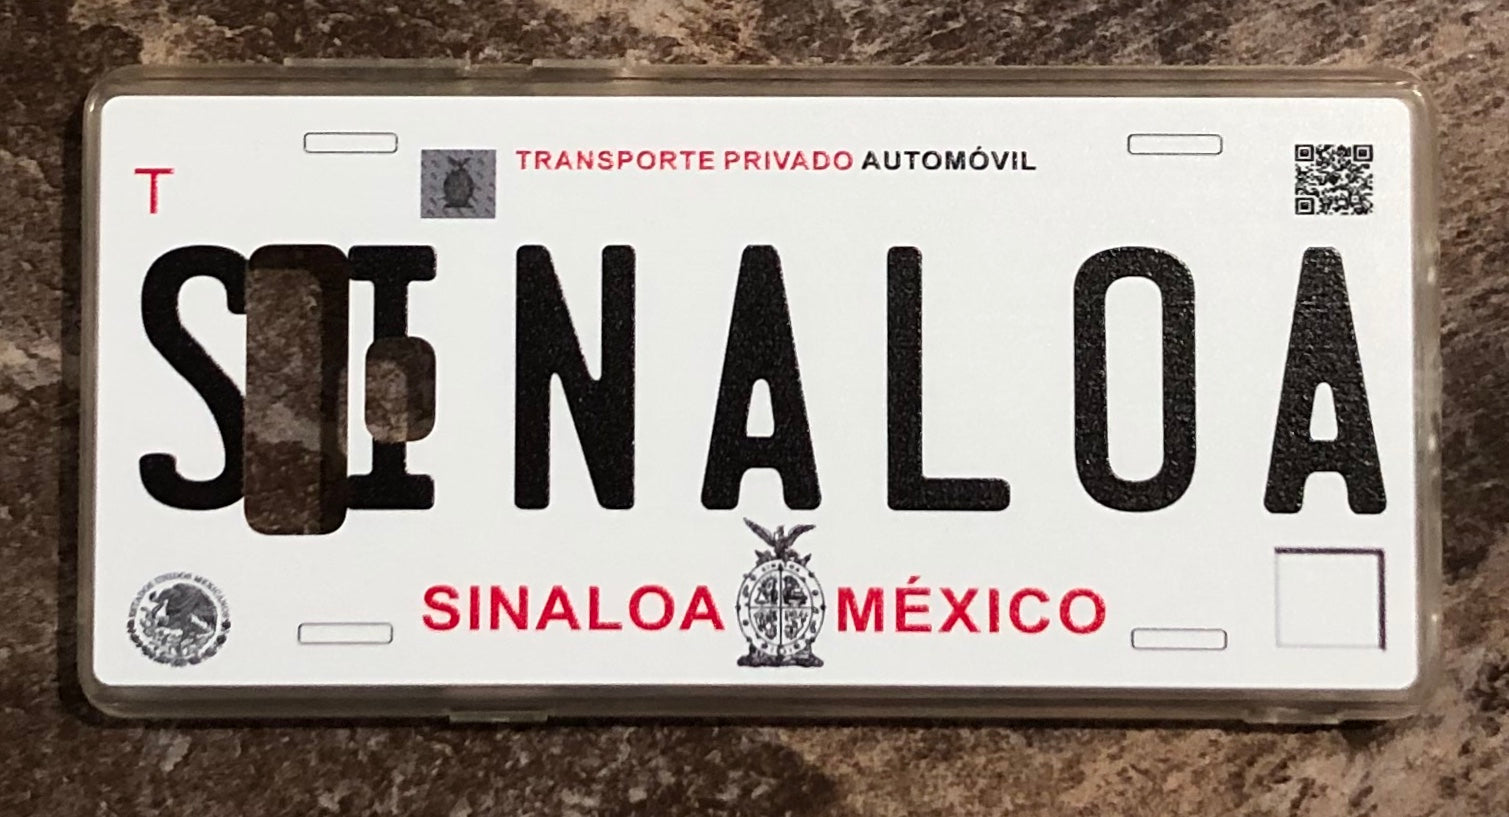 T
TRANSPORTE PRIVADO AUTOMÓVIL
SINALOA
SINALOA MÉXICO